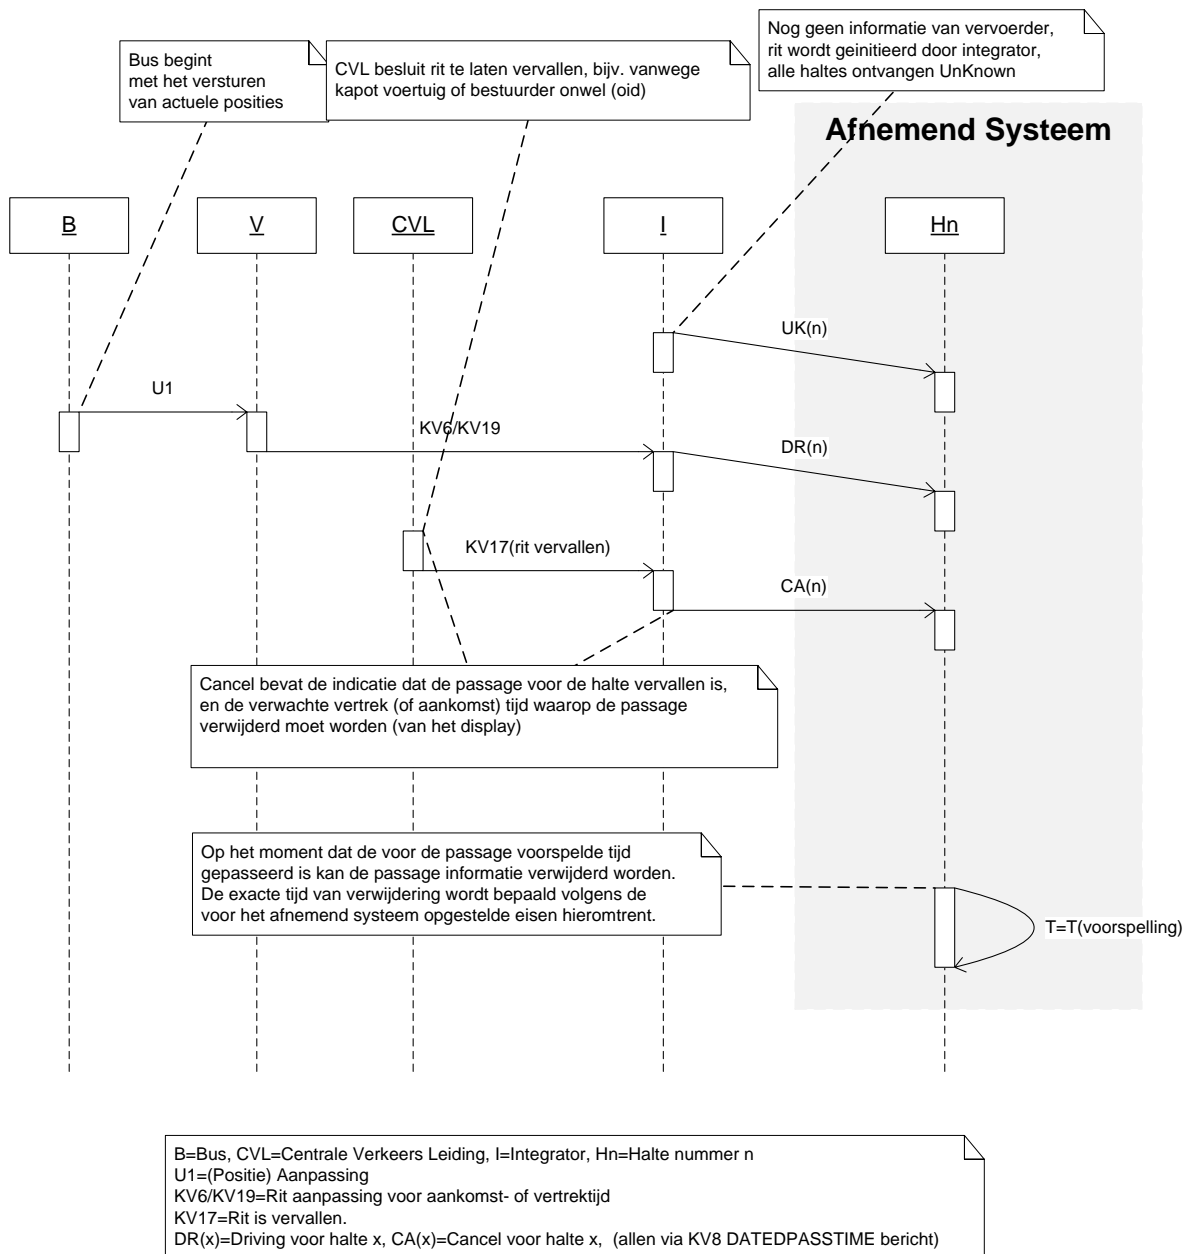 Nog geen informatie van vervoerder,
rit wordt geinitieerd door integrator,
alle haltes ontvangen UnKnown
Bus begint
met het versturen
van actuele posities
CVL besluit rit te laten vervallen, bijv. vanwege
kapot voertuig of bestuurder onwel (oid)
Afnemend Systeem
B
V
CVL
I
Hn
UK(n)
U1
KV6/KV19
DR(n)
KV17(rit vervallen)
CA(n)
Cancel bevat de indicatie dat de passage voor de halte vervallen is,
en de verwachte vertrek (of aankomst) tijd waarop de passage
verwijderd moet worden (van het display)
Op het moment dat de voor de passage voorspelde tijd
gepasseerd is kan de passage informatie verwijderd worden.
De exacte tijd van verwijdering wordt bepaald volgens de
voor het afnemend systeem opgestelde eisen hieromtrent.
T=T(voorspelling)
B=Bus, CVL=Centrale Verkeers Leiding, I=Integrator, Hn=Halte nummer n
U1=(Positie) Aanpassing
KV6/KV19=Rit aanpassing voor aankomst- of vertrektijd
KV17=Rit is vervallen.
DR(x)=Driving voor halte x, CA(x)=Cancel voor halte x,  (allen via KV8 DATEDPASSTIME bericht)